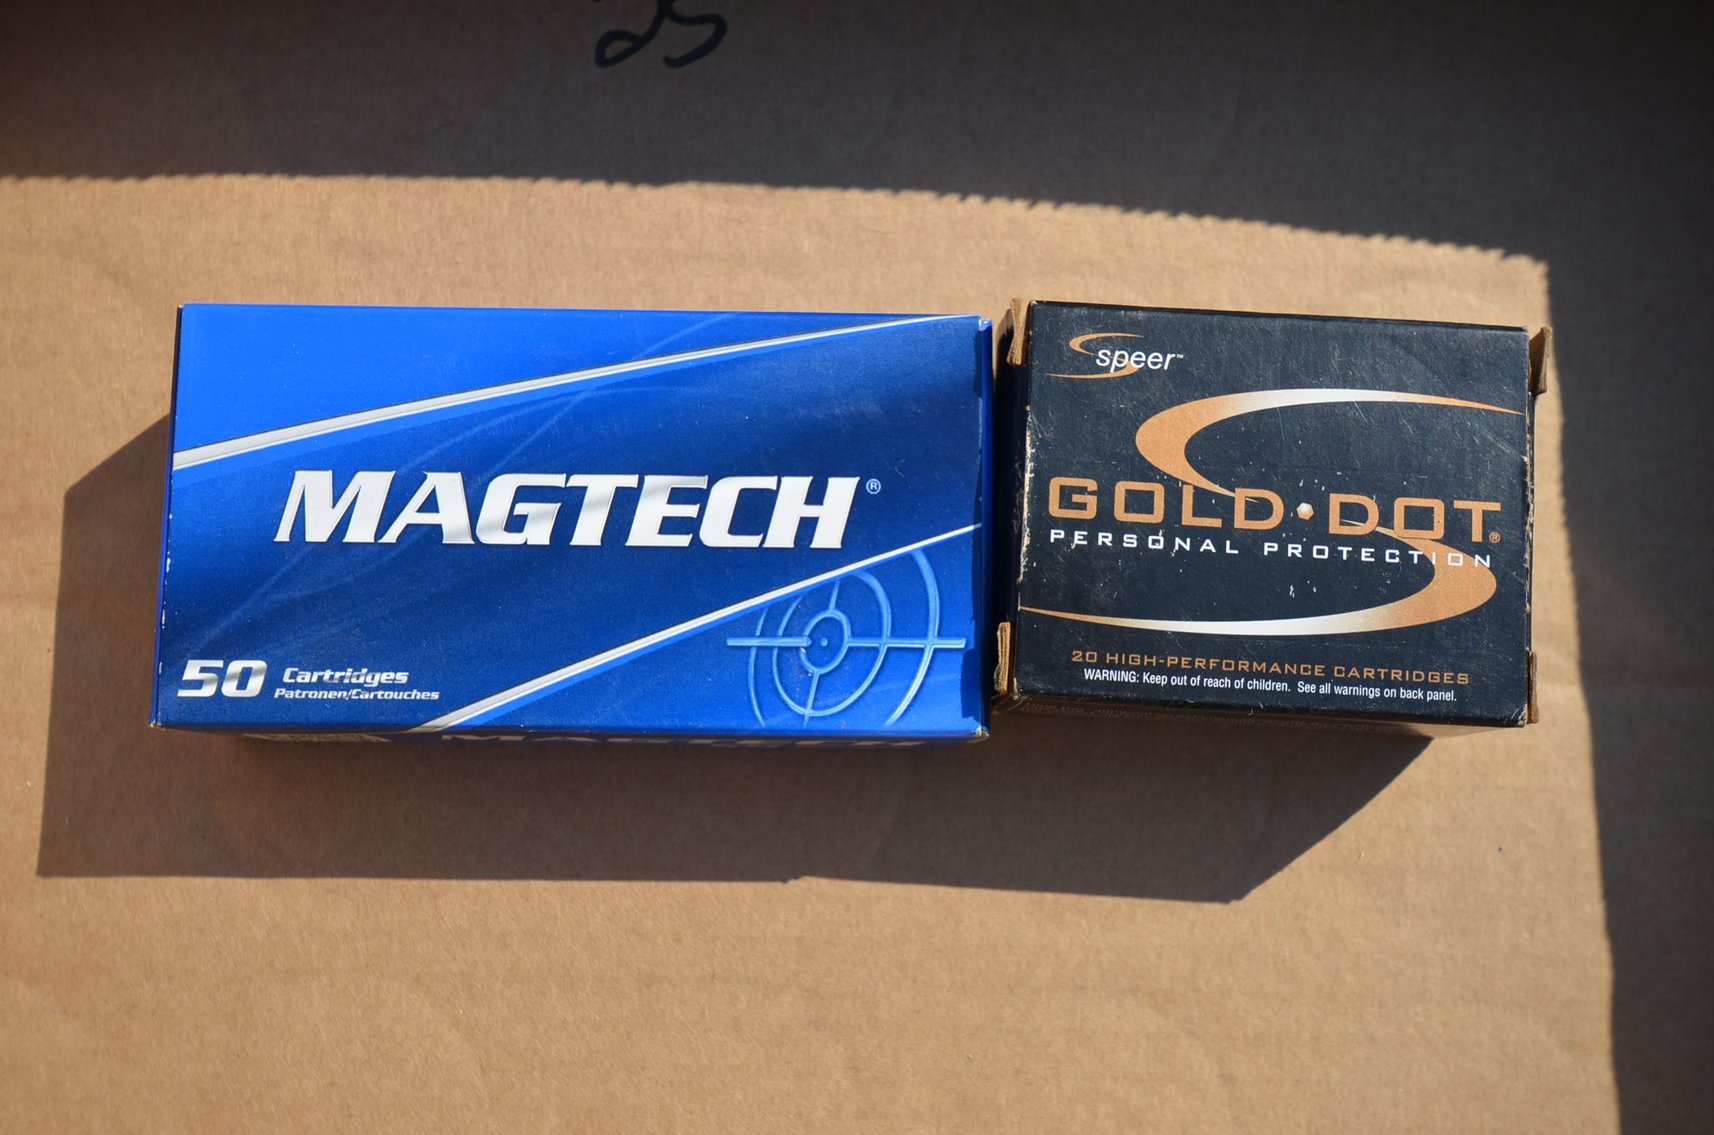 25
MAGTECH®
50 Cartridges
Patronen/Cartouches
speer™
GOLD·DOT®
PERSONAL PROTECTION
20 HIGH-PERFORMANCE CARTRIDGES
WARNING: Keep out of reach of children. See all warnings on back panel.
MAGTECH